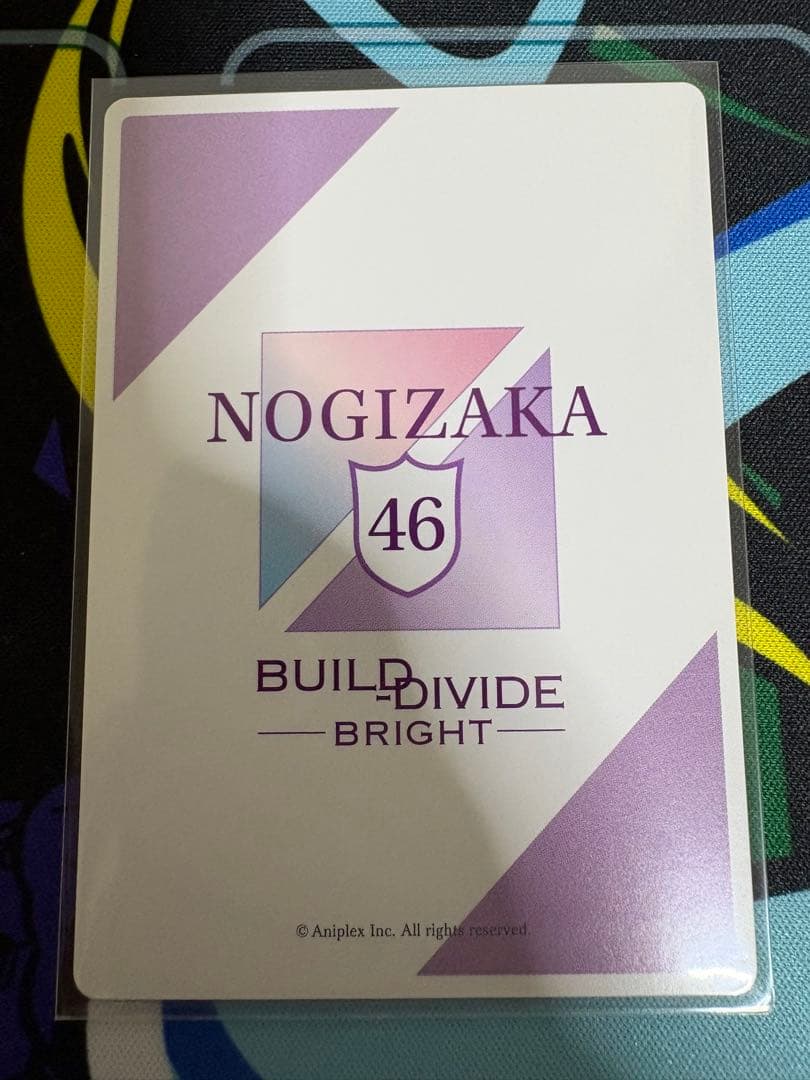 NOGIZAKA
46
BUILD-DIVIDE
BRIGHT
© Aniplex Inc. All rights reserved.